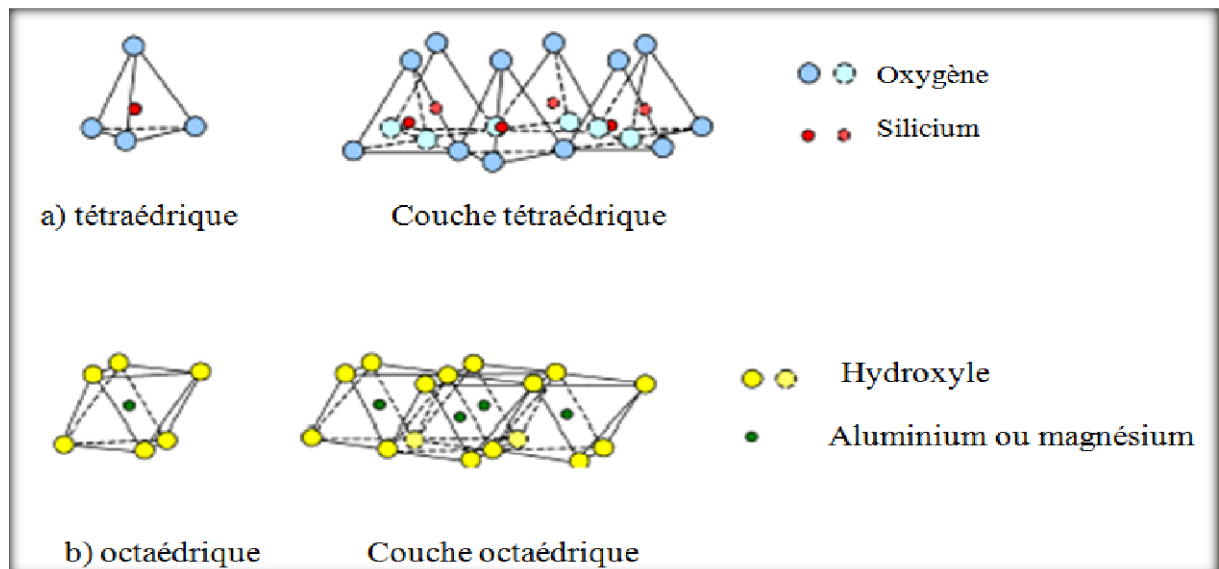 Oxygène
Silicium
a) tétraédrique
Couche tétraédrique
Hydroxyle
Aluminium ou magnésium
b) octaédrique
Couche octaédrique